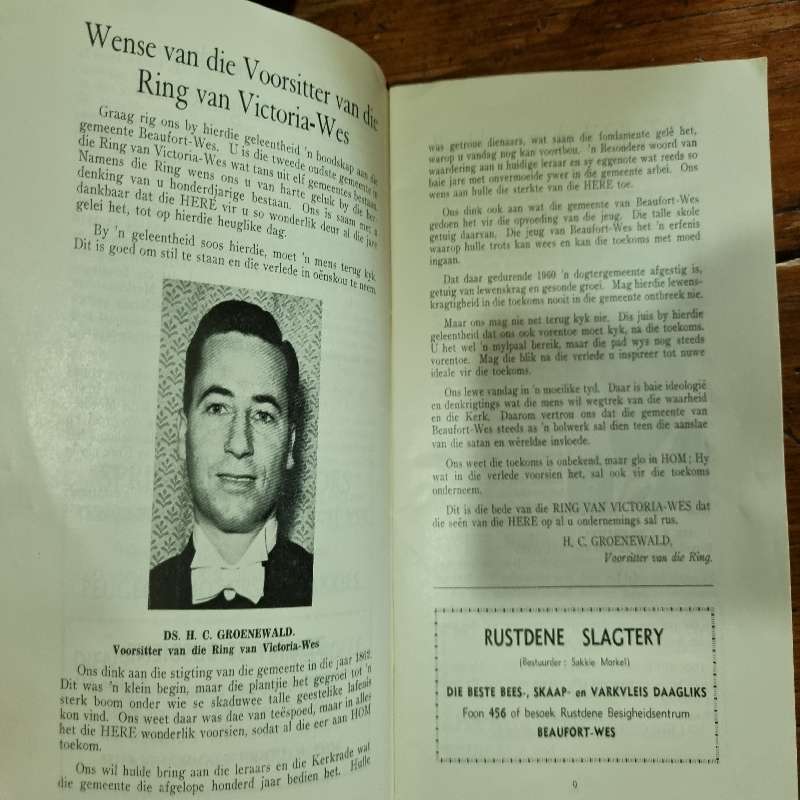 Wense van die Voorsitter van die
Ring van Victoria-Wes
Graag rig ons by hierdie geleentheid 'n boodskap aan die
gemeente Beaufort-Wes. U is die tweede oudste gemeente in
die Ring van Victoria-Wes wat tans uit elf gemeentes bestaan.
Namens die Ring wens ons u van harte geluk by die her-
denking van u honderdjarige bestaan. Ons is saam met u
dankbaar dat die HERE vir u so wonderlik deur al die jare
gelei het, tot op hierdie heuglike dag.
By 'n geleentheid soos hierdie, moet 'n mens terug kyk.
Dit is goed om stil te staan en die verlede in oënskou te neem.
DS. H. C. GROENEWALD.
Voorsitter van die Ring van Victoria-Wes
Ons dink aan die stigting van die gemeente in die jaar
Dit was 'n klein begin, maar die plantjie het gegroei tot 'n
sterk boom onder wie se skaduwee talle geestelike lafenis
kon vind. Ons weet daar was dae van teëspoed, maar in alles
het die HERE wonderlik voorsien, sodat al die eer aan HOM
toekom.
Ons wil hulde bring aan die leraars en die Kerkrade wat
die gemeente die afgelope honderd jaar bedien het. Hulle
was getroue dienaars, wat saam die fondamente gelê het,
warop u vandag nog kan voortbou. 'n Besondere woord van
waardering aan u huidige leraar en sy eggenote wat reeds so
baie jare met onvermoeide ywer in die gemeente arbei. Ons
wens aan hulle die sterkte van die HERE toe.
Ons dink ook aan wat die gemeente van Beaufort-Wes
gedoen het vir die opvoeding van die jeug. Die talle skole
getuig daarvan. Die jeug van Beaufort-Wes het 'n erfenis
waarop hulle trots kan wees en kan die toekoms met moed
ingaan.
Dat daar gedurende 1960 'n dogtergemeente afgestig is,
getuig van lewenskrag en gesonde groei. Mag hierdie lewens-
kragtigheid in die toekoms nooit in die gemeente ontbreek nie.
Maar ons mag nie net terug kyk nie. Dis juis by hierdie
geleentheid dat ons ook vorentoe moet kyk, na die toekoms.
U het wel 'n mylpaal bereik, maar die pad wys nog steeds
vorentoe. Mag die blik na die verlede u inspireer tot nuwe
ideale vir die toekoms.
Ons lewe vandag in 'n moeilike tyd. Daar is baie ideologië
en denkrigtings wat die mens wil wegtrek van die waarheid
en die Kerk. Daarom vertrou ons dat die gemeente van
Beaufort-Wes steeds as 'n bolwerk sal dien teen die aanslae
van die satan en wêreldse invloede.
Ons weet die toekoms is onbekend, maar glo in HOM; Hy
wat in die verlede voorsien het, sal ook vir die toekoms
onderneem.
Dit is die bede van die RING VAN VICTORIA-WES dat
die seën van die HERE op al u ondernemings sal rus.
H. C. GROENEWALD,
Voorsitter van die Ring.
RUSTDENE SLAGTERY
(Bestuurder: Sakkie Markel)
DIE BESTE BEES-, SKAAP- en VARKVLEIS DAAGLIKS
Foon 456 of besoek Rustdene Besigheidsentrum
BEAUFORT-WES
9